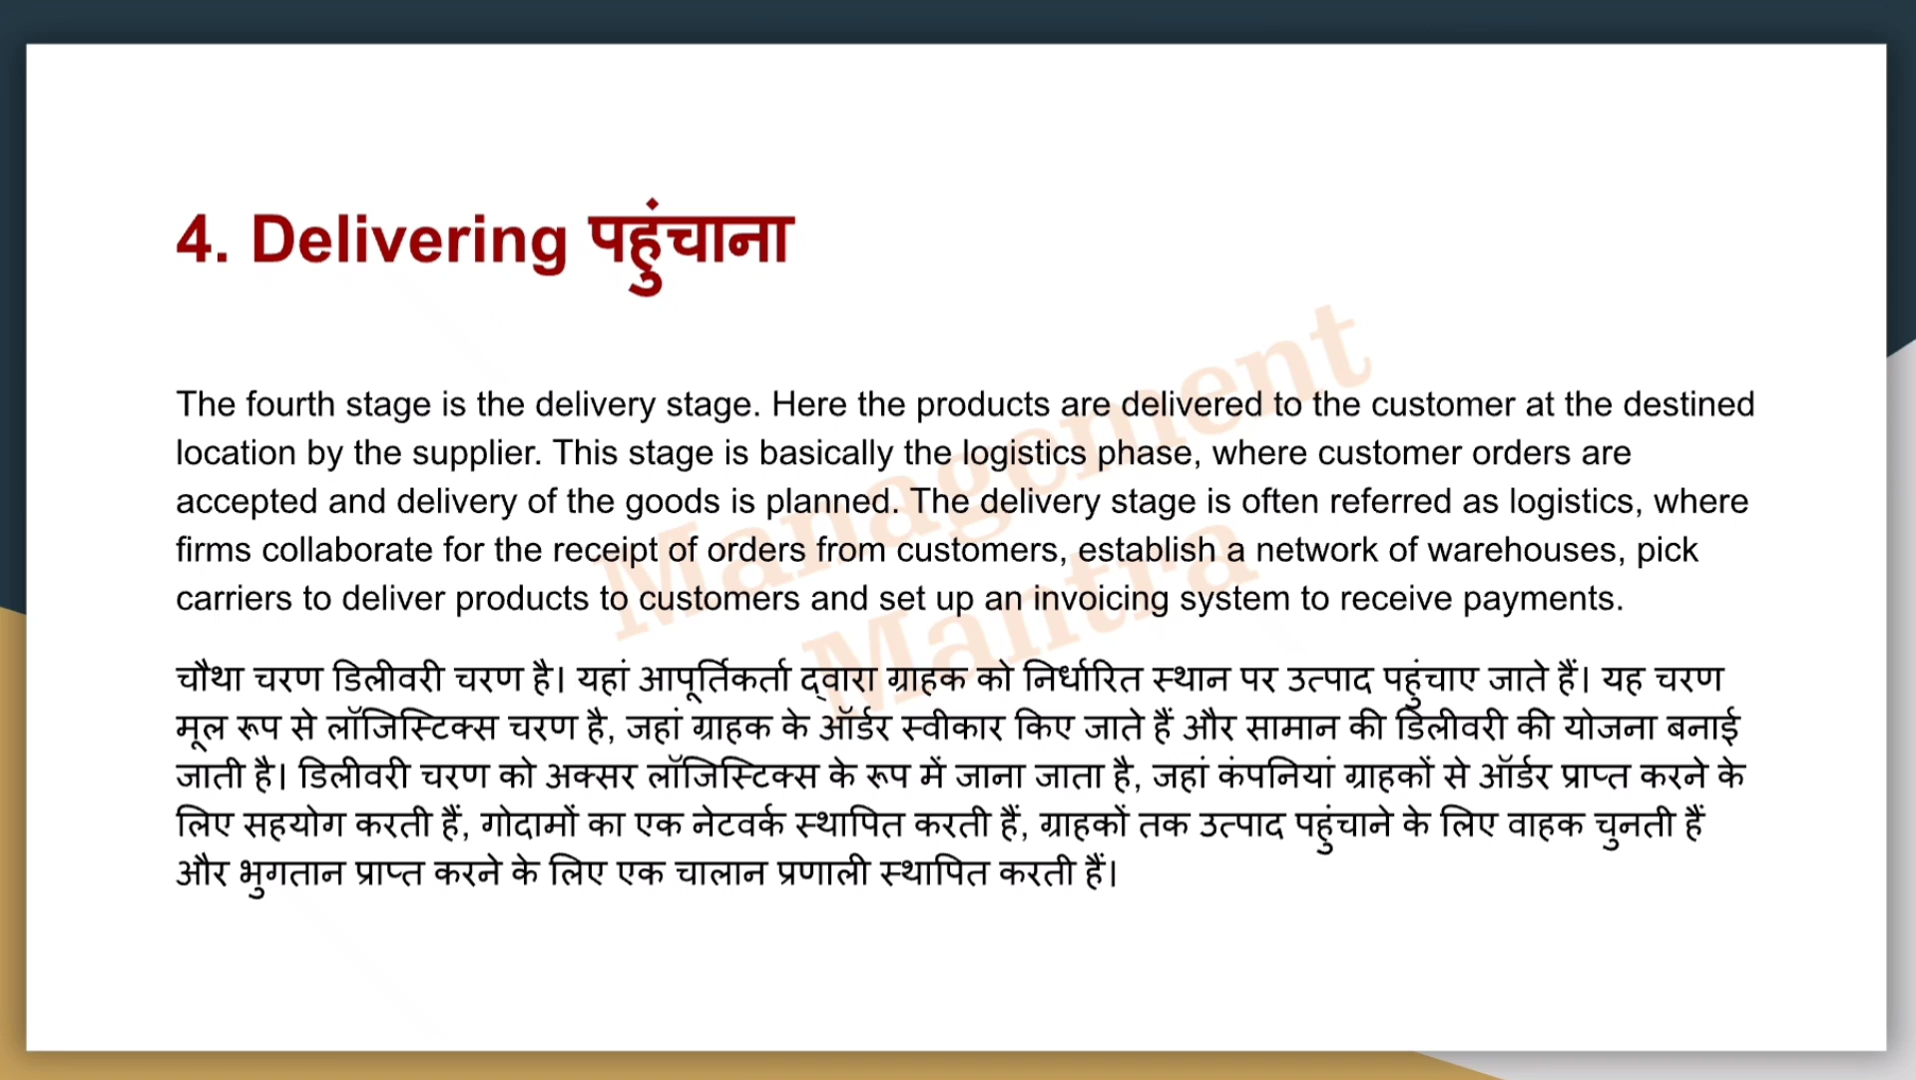 4. Delivering पहुंचाना
The fourth stage is the delivery stage. Here the products are delivered to the customer at the destined
location by the supplier. This stage is basically the logistics phase, where customer orders are
accepted and delivery of the goods is planned. The delivery stage is often referred as logistics, where
firms collaborate for the receipt of orders from customers, establish a network of warehouses, pick
carriers to deliver products to customers and set up an invoicing system to receive payments.
चौथा चरण डिलीवरी चरण है। यहां आपूर्तिकर्ता द्वारा ग्राहक को निर्धारित स्थान पर उत्पाद पहुंचाए जाते हैं। यह चरण
मूल रूप से लॉजिस्टिक्स चरण है, जहां ग्राहक के ऑर्डर स्वीकार किए जाते हैं और सामान की डिलीवरी की योजना बनाई
जाती है। डिलीवरी चरण को अक्सर लॉजिस्टिक्स के रूप में जाना जाता है, जहां कंपनियां ग्राहकों से ऑर्डर प्राप्त करने के
लिए सहयोग करती हैं, गोदामों का एक नेटवर्क स्थापित करती हैं, ग्राहकों तक उत्पाद पहुंचाने के लिए वाहक चुनती हैं
और भुगतान प्राप्त करने के लिए एक चालान प्रणाली स्थापित करती हैं।
Management
Mantra